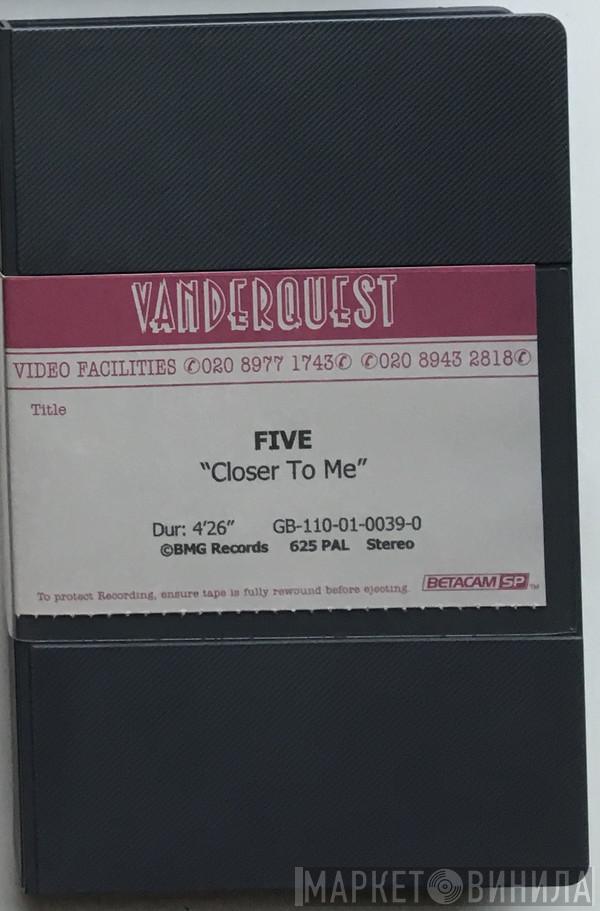 VANDERQUEST
VIDEO FACILITIES ✆020 8977 1743✆ ✆020 8943 2818✆
Title
FIVE
“Closer To Me”
Dur: 4’26” GB-110-01-0039-0
©BMG Records 625 PAL Stereo
To protect Recording, ensure tape is fully rewound before ejecting. BETACAM SP ™
МАРКЕТ ВИНИЛА